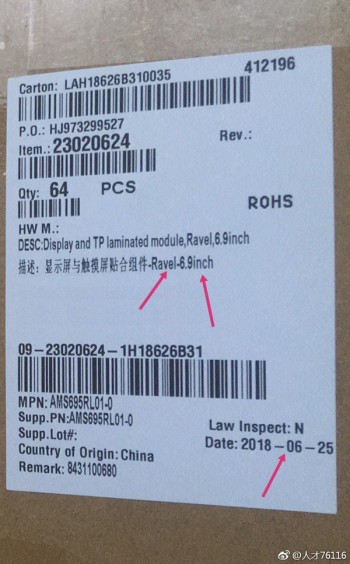 412196
Carton: LAH18626B310035
P.O.: HJ973299527
Item.: 23020624 Rev.:
Qty: 64 PCS
ROHS
HW M.:
DESC:Display and TP laminated module,Ravel,6.9inch
描述: 显示屏与触摸屏贴合组件-Ravel-6.9inch
09-23020624-1H18626B31
MPN: AMS695RL01-0
Supp.PN:AMS695RL01-0 Law Inspect: N
Supp.Lot#: Date: 2018-06-25
Country of Origin: China
Remark: 8431100680
@人才76116